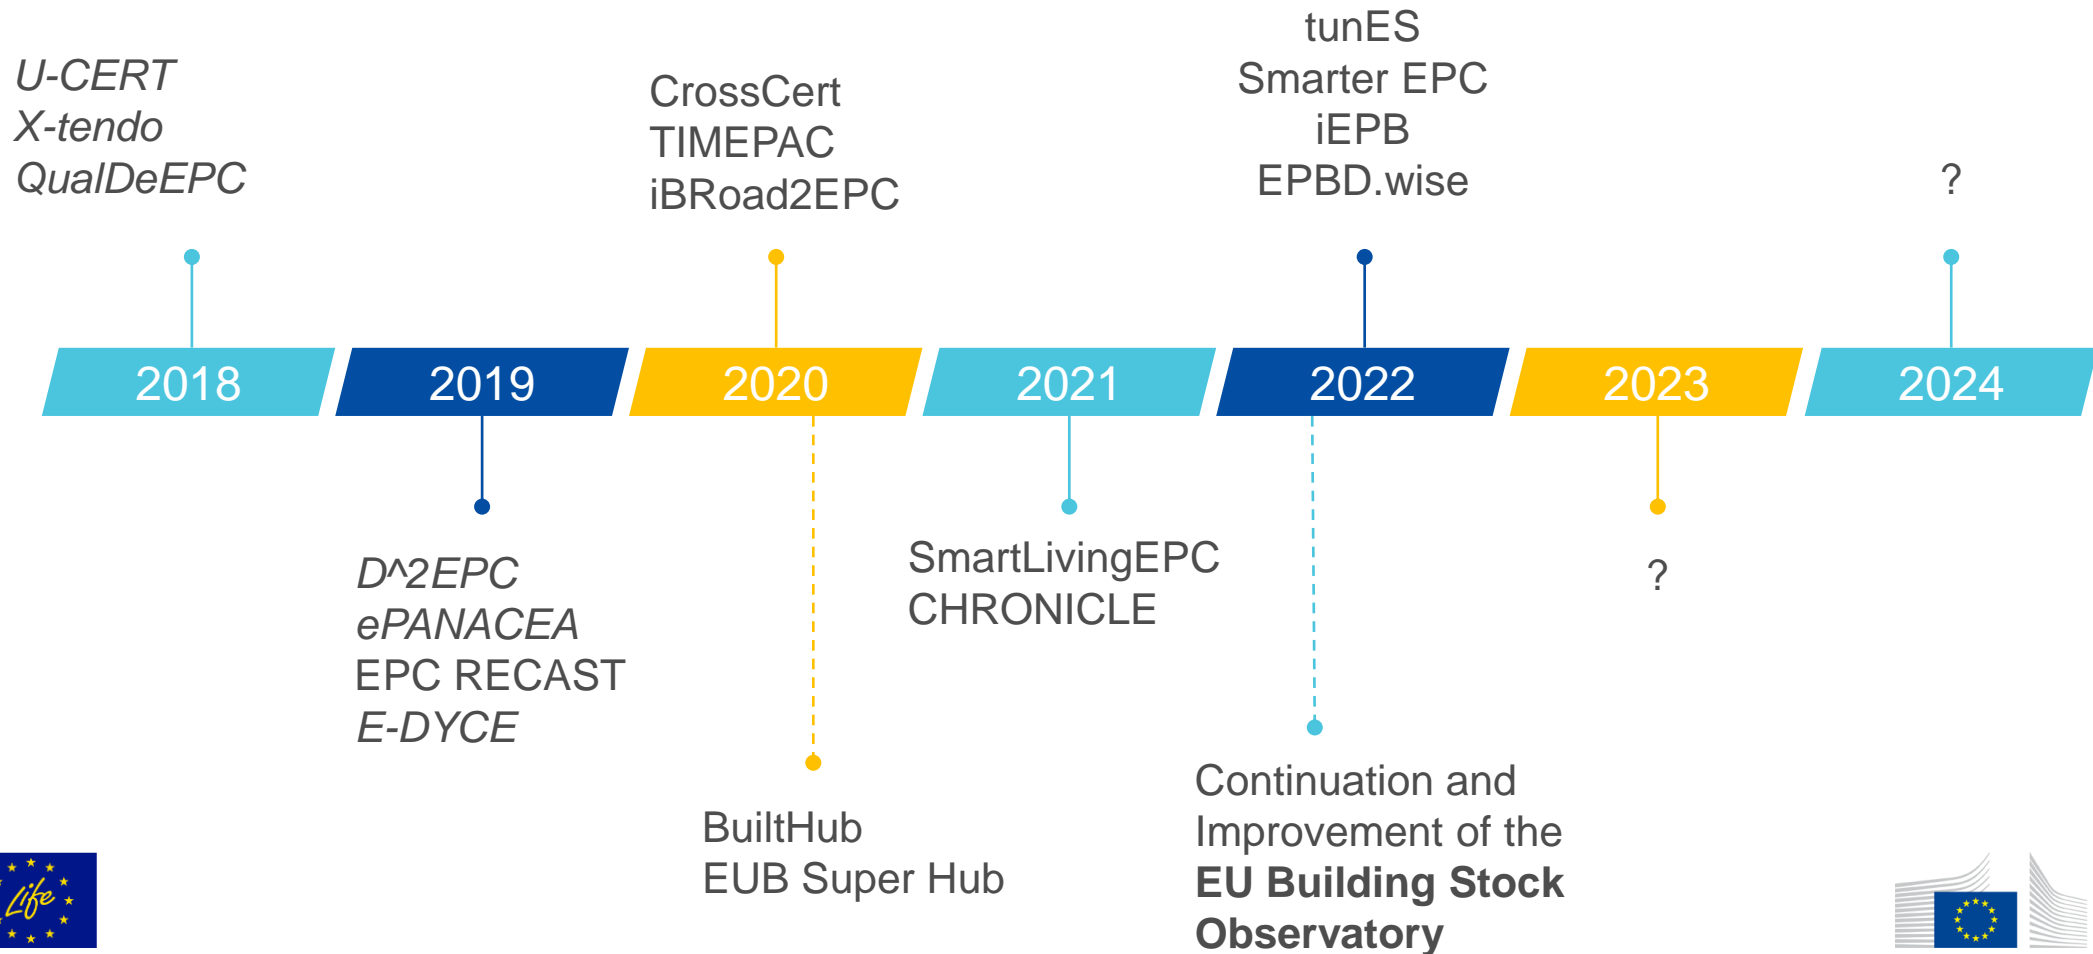 U-CERT
X-tendo
QualDeEPC
CrossCert
TIMEPAC
iBRoad2EPC
tunES
Smarter EPC
iEPB
EPBD.wise
?
2018
2019
2020
2021
2022
2023
2024
D^2EPC
ePANACEA
EPC RECAST
E-DYCE
SmartLivingEPC
CHRONICLE
?
BuiltHub
EUB Super Hub
Continuation and
Improvement of the
EU Building Stock
Observatory
Life